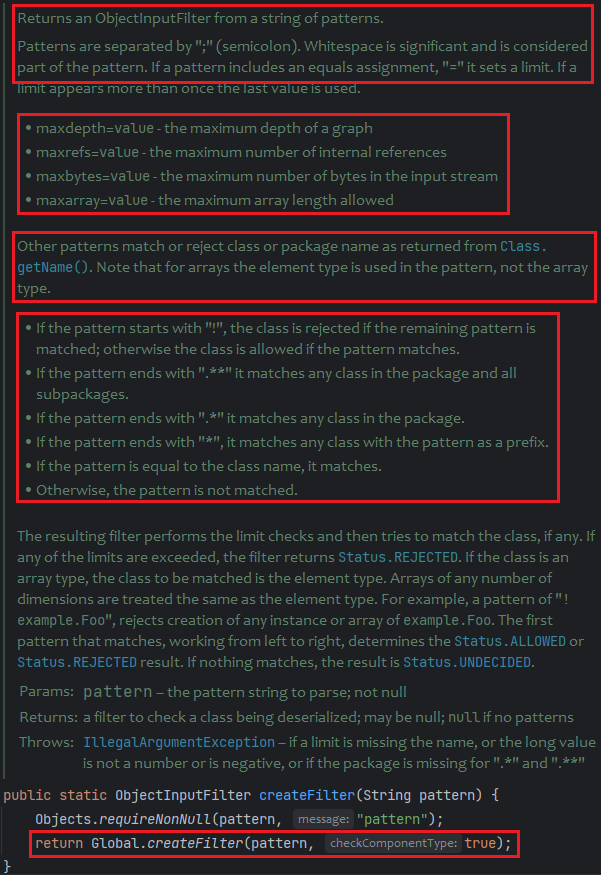 Returns an ObjectInputFilter from a string of patterns.
Patterns are separated by ";" (semicolon). Whitespace is significant and is considered
part of the pattern. If a pattern includes an equals assignment, "=" it sets a limit. If a
limit appears more than once the last value is used.
• maxdepth=value - the maximum depth of a graph
• maxrefs=value - the maximum number of internal references
• maxbytes=value - the maximum number of bytes in the input stream
• maxarray=value - the maximum array length allowed
Other patterns match or reject class or package name as returned from Class.
getName(). Note that for arrays the element type is used in the pattern, not the array
type.
• If the pattern starts with "!", the class is rejected if the remaining pattern is
matched; otherwise the class is allowed if the pattern matches.
• If the pattern ends with ".**" it matches any class in the package and all
subpackages.
• If the pattern ends with ".*" it matches any class in the package.
• If the pattern ends with "*", it matches any class with the pattern as a prefix.
• If the pattern is equal to the class name, it matches.
• Otherwise, the pattern is not matched.
The resulting filter performs the limit checks and then tries to match the class, if any. If
any of the limits are exceeded, the filter returns Status.REJECTED. If the class is an
array type, the class to be matched is the element type. Arrays of any number of
dimensions are treated the same as the element type. For example, a pattern of "!
example.Foo", rejects creation of any instance or array of example.Foo. The first
pattern that matches, working from left to right, determines the Status.ALLOWED or
Status.REJECTED result. If nothing matches, the result is Status.UNDECIDED.
Params: pattern – the pattern string to parse; not null
Returns: a filter to check a class being deserialized; may be null; null if no patterns
Throws: IllegalArgumentException – if a limit is missing the name, or the long value
is not a number or is negative, or if the package is missing for ".*" and ".**"
public static ObjectInputFilter createFilter(String pattern) {
Objects.requireNonNull(pattern, message: "pattern");
return Global.createFilter(pattern, checkComponentType: true);
}